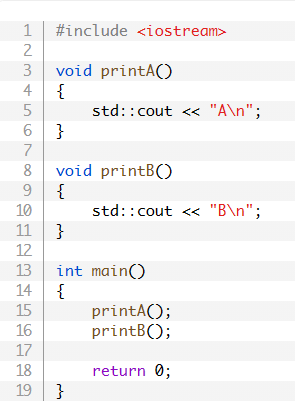 1 #include <iostream>
2
3 void printA()
4 {
5     std::cout << "A\n";
6 }
7
8 void printB()
9 {
10     std::cout << "B\n";
11 }
12
13 int main()
14 {
15     printA();
16     printB();
17
18     return 0;
19 }